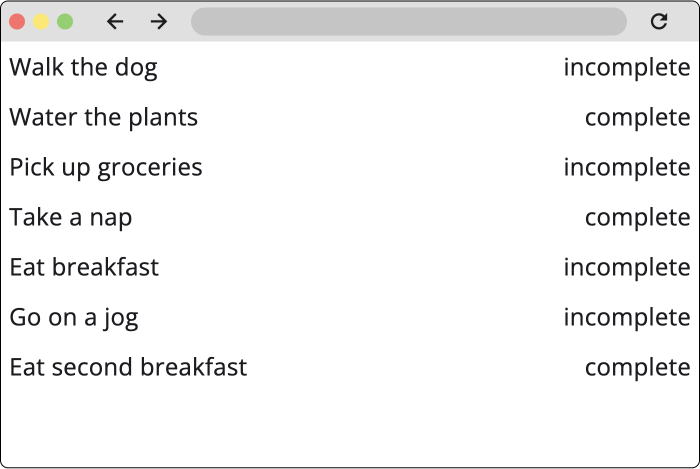 Walk the dog incomplete
Water the plants complete
Pick up groceries incomplete
Take a nap complete
Eat breakfast incomplete
Go on a jog incomplete
Eat second breakfast complete